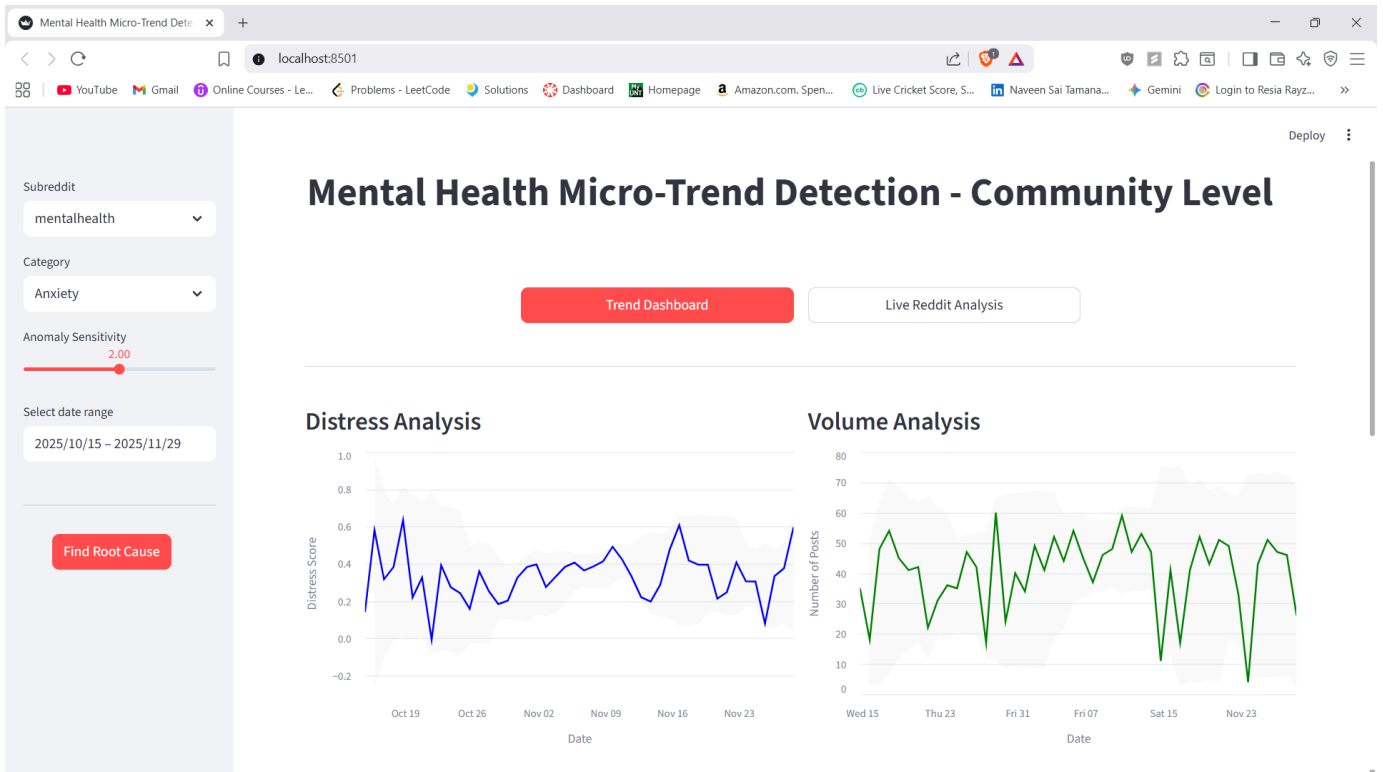 Mental Health Micro-Trend Dete
localhost:8501
1
YouTube
Gmail
Online Courses - Le...
Problems - LeetCode
Solutions
Dashboard
Homepage
Amazon.com. Spen...
Live Cricket Score, S...
Naveen Sai Tamana...
Gemini
Login to Resia Rayz...
Deploy
Subreddit
mentalhealth
Category
Anxiety
Anomaly Sensitivity
2.00
Select date range
2025/10/15 – 2025/11/29
Find Root Cause
Mental Health Micro-Trend Detection - Community Level
Trend Dashboard
Live Reddit Analysis
Distress Analysis
1.0
0.8
0.6
0.4
0.2
0.0
−0.2
Distress Score
Oct 19
Oct 26
Nov 02
Nov 09
Nov 16
Nov 23
Date
Volume Analysis
80
70
60
50
40
30
20
10
0
Number of Posts
Wed 15
Thu 23
Fri 31
Fri 07
Sat 15
Nov 23
Date